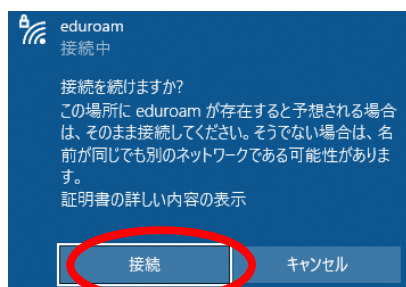 eduroam
接続中
接続を続けますか?
この場所に eduroam が存在すると予想される場合
は、そのまま接続してください。そうでない場合は、名
前が同じでも別のネットワークである可能性がありま
す。
証明書の詳しい内容の表示
接続 キャンセル